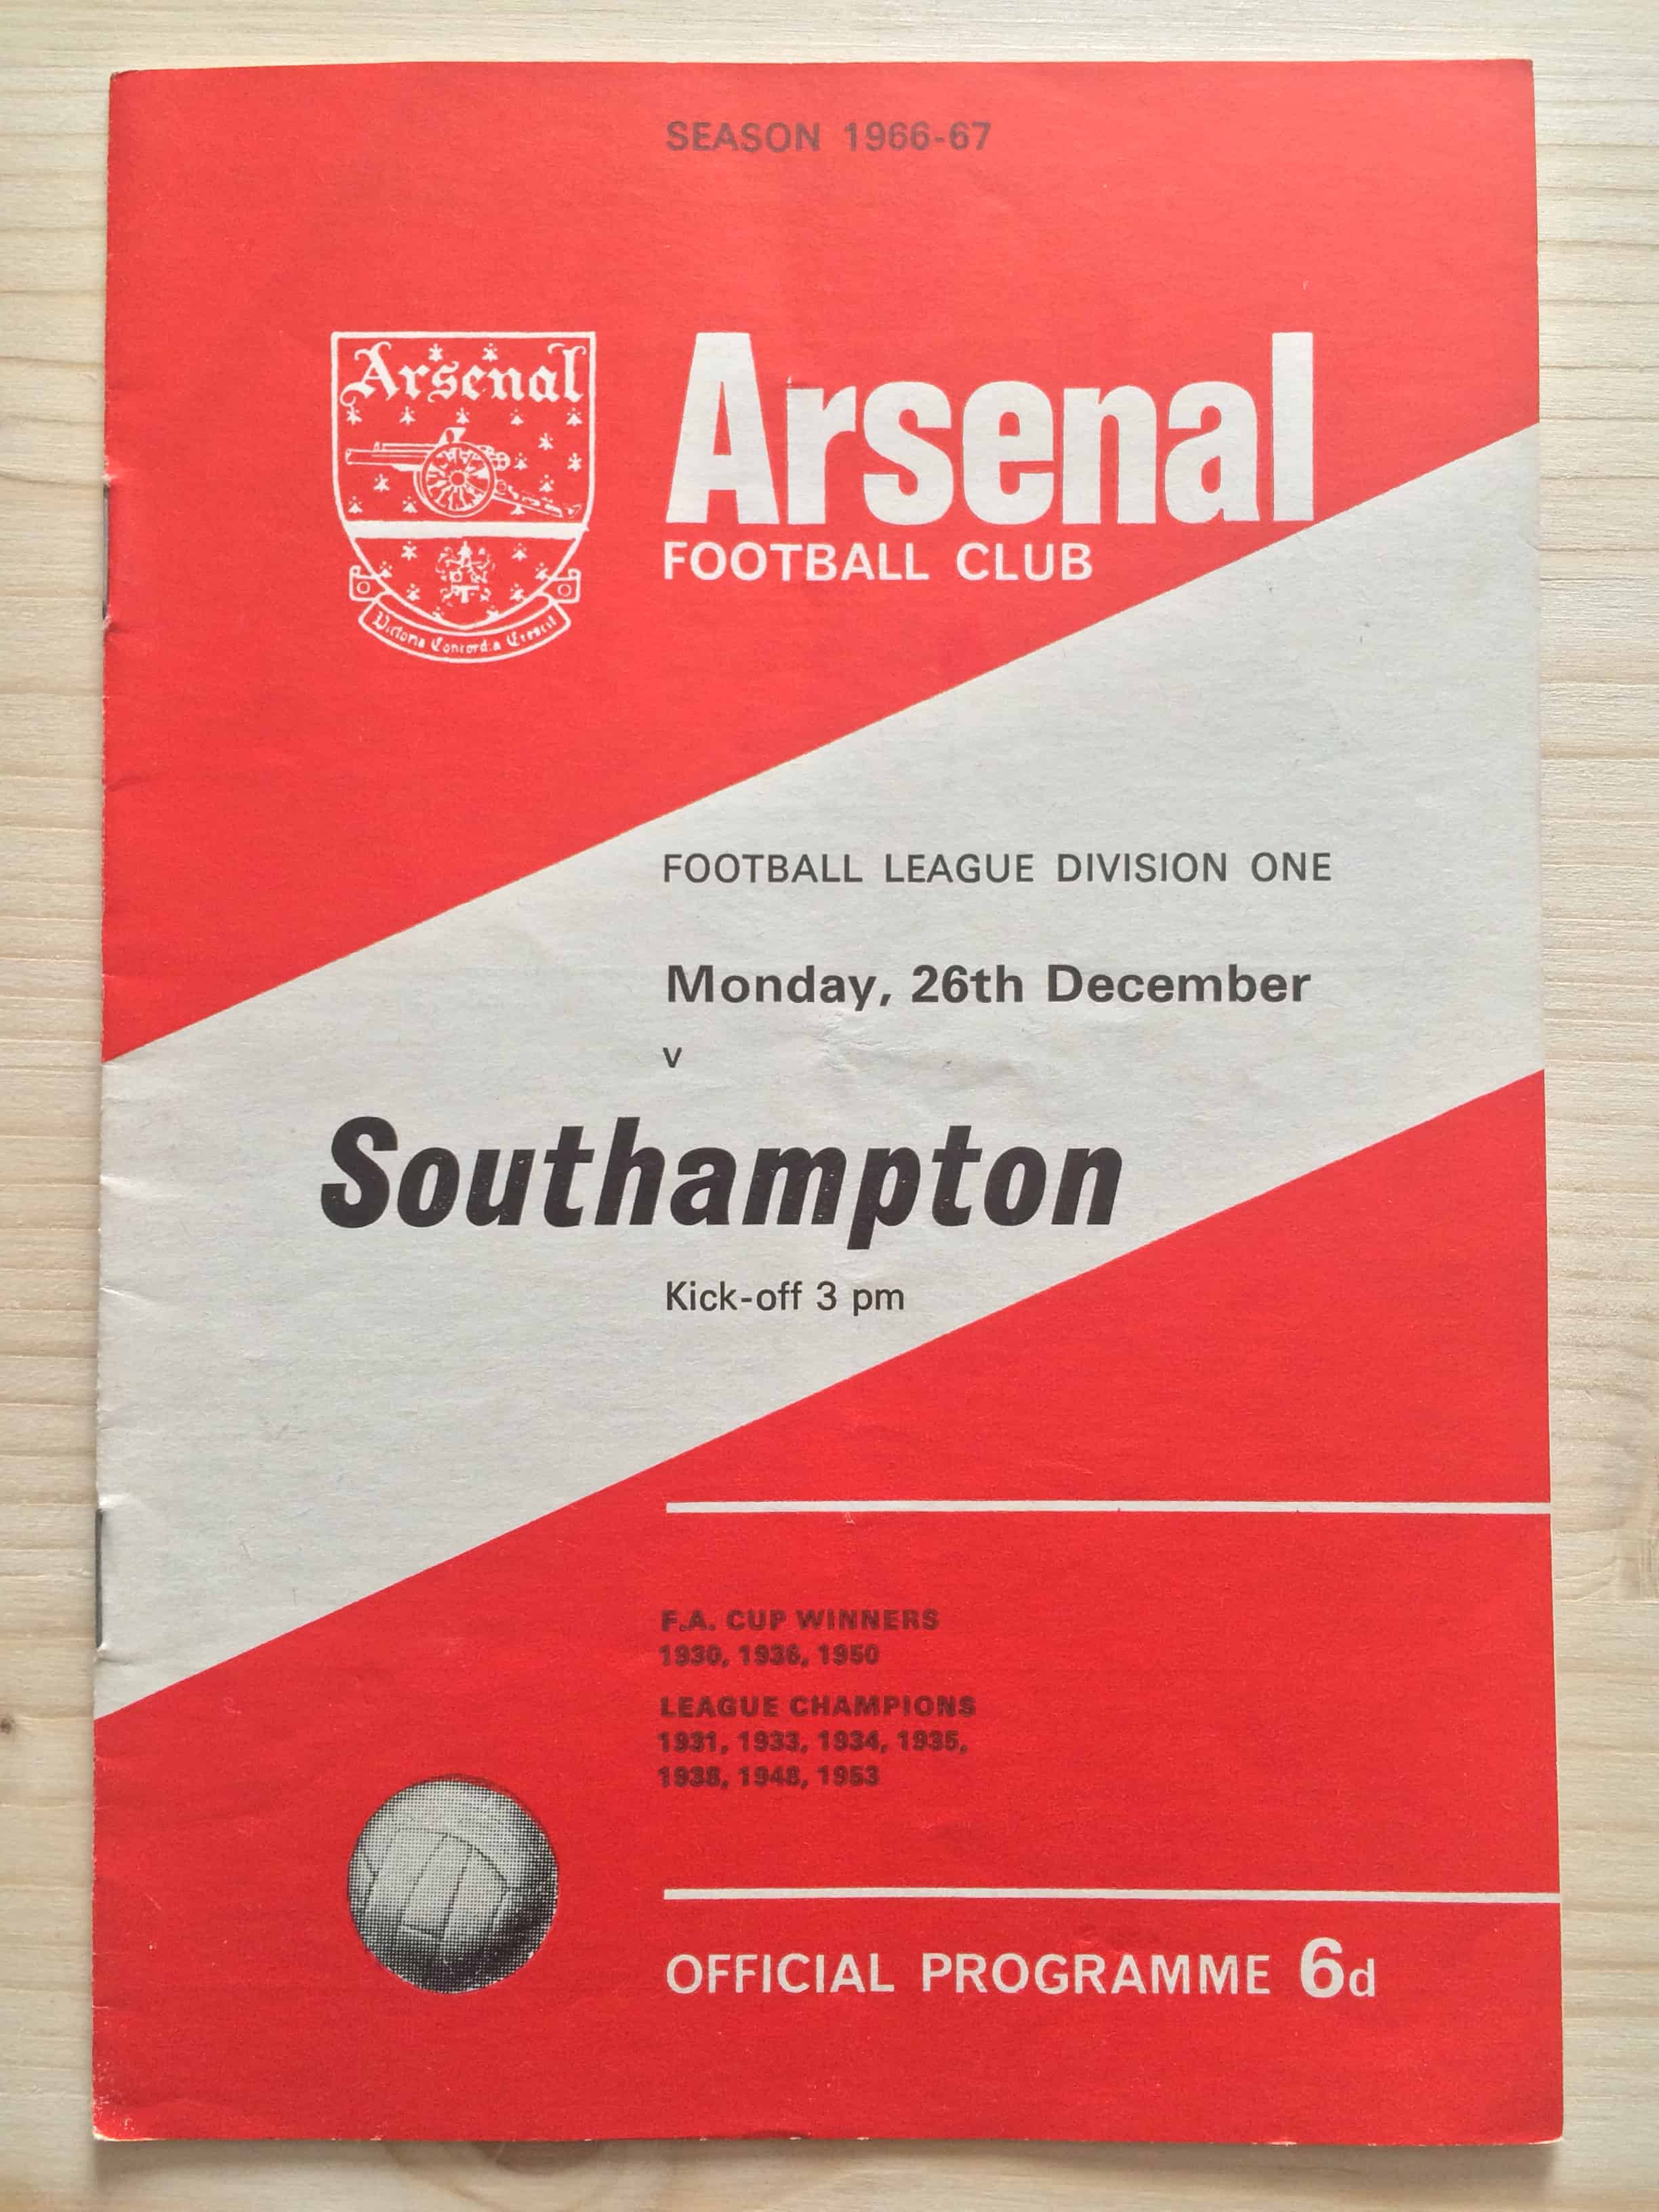 SEASON 1966-67
Arsenal
Arsenal
FOOTBALL CLUB
Victoria Concordia Crescit
FOOTBALL LEAGUE DIVISION ONE
Monday, 26th December
v
Southampton
Kick-off 3 pm
F.A. CUP WINNERS
1930, 1936, 1950
LEAGUE CHAMPIONS
1931, 1933, 1934, 1935,
1938, 1948, 1953
OFFICIAL PROGRAMME 6d